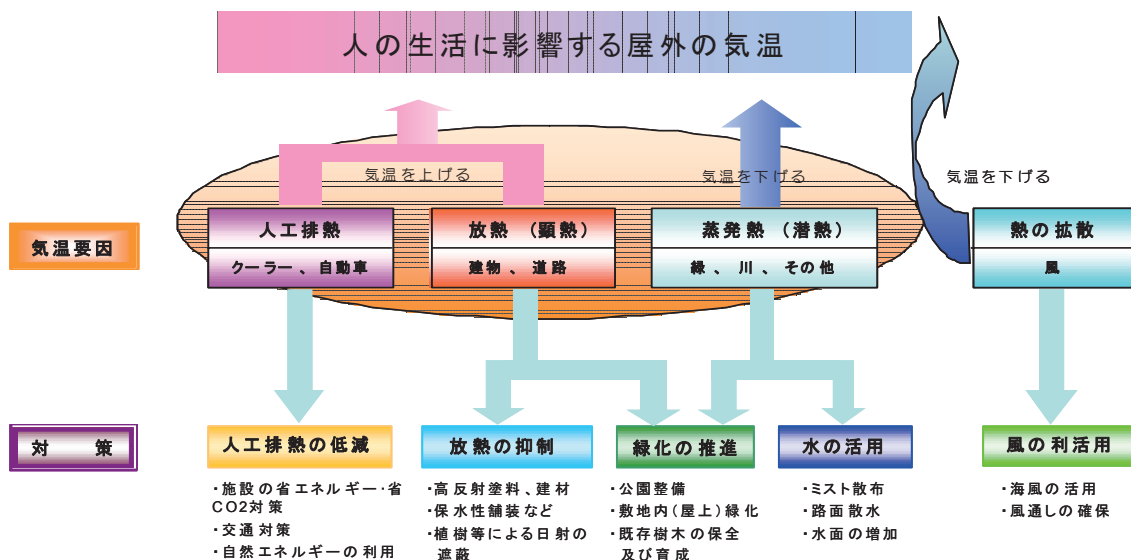 人の生活に影響する屋外の気温
気温を上げる
気温を下げる
気温を下げる
気温要因
人工排熱
クーラー、自動車
放熱（顕熱）
建物、道路
蒸発熱（潜熱）
緑、川、その他
熱の拡散
風
対　策
人工排熱の低減
・施設の省エネルギー・省
CO2対策
・交通対策
・自然エネルギーの利用
放熱の抑制
・高反射塗料、建材
・保水性舗装など
・植樹等による日射の
遮蔽
緑化の推進
・公園整備
・敷地内（屋上）緑化
・既存樹木の保全
及び育成
水の活用
・ミスト散布
・路面散水
・水面の増加
風の利活用
・海風の活用
・風通しの確保